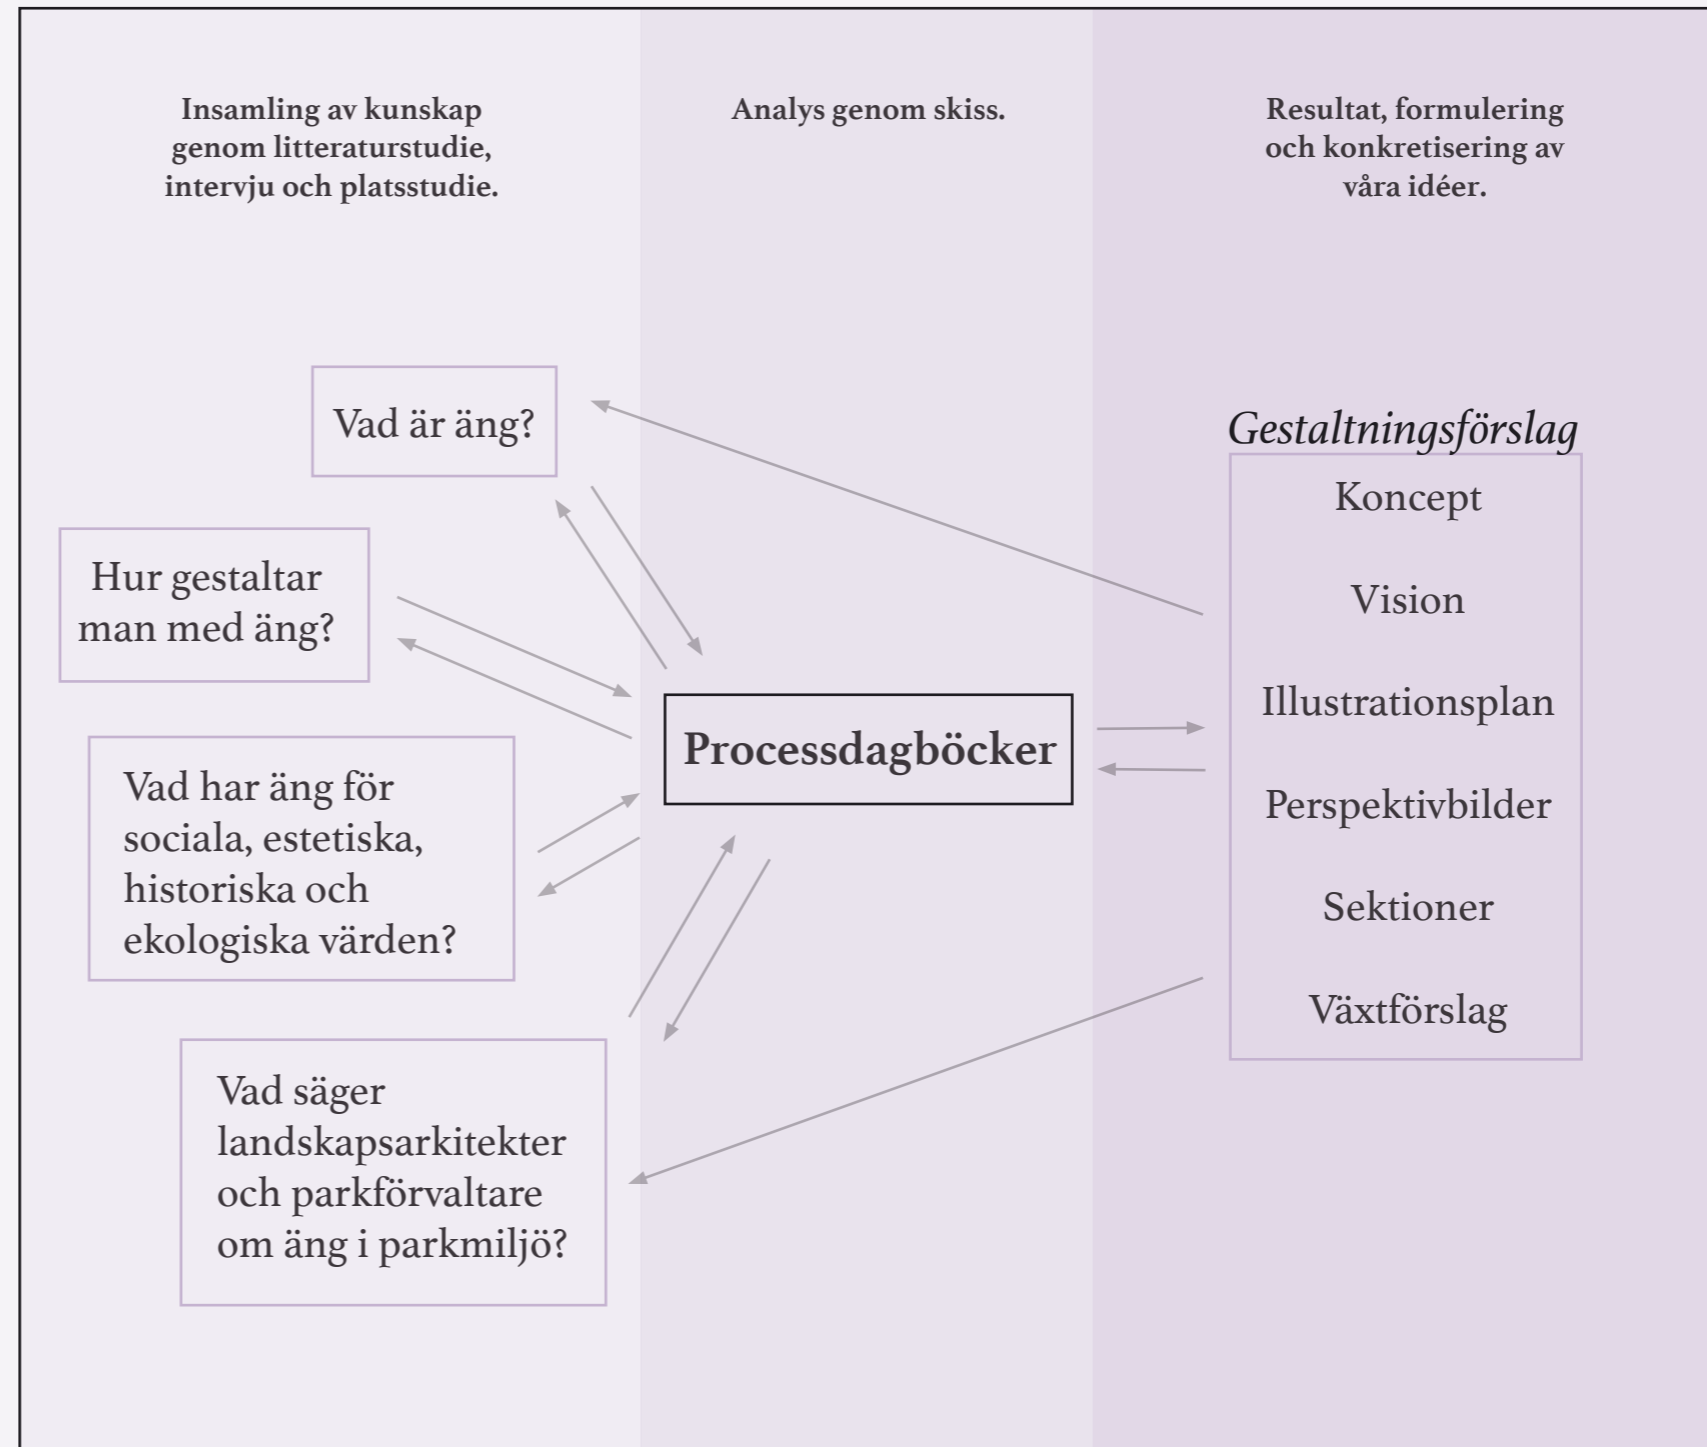 Insamling av kunskap
genom litteraturstudie,
intervju och platsstudie.
Analys genom skiss.
Resultat, formulering
och konkretisering av
våra idéer.
Vad är äng?
Hur gestaltar
man med äng?
Vad har äng för
sociala, estetiska,
historiska och
ekologiska värden?
Vad säger
landskapsarkitekter
och parkförvaltare
om äng i parkmiljö?
Processdagböcker
Gestaltningsförslag
Koncept
Vision
Illustrationsplan
Perspektivbilder
Sektioner
Växtförslag